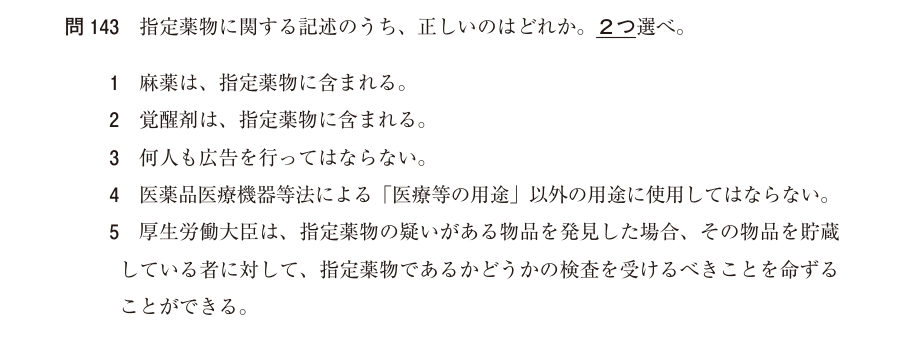 問 143 指定薬物に関する記述のうち、正しいのはどれか。2つ選べ。
1 麻薬は、指定薬物に含まれる。
2 覚醒剤は、指定薬物に含まれる。
3 何人も広告を行ってはならない。
4 医薬品医療機器等法による「医療等の用途」以外の用途に使用してはならない。
5 厚生労働大臣は、指定薬物の疑いがある物品を発見した場合、その物品を貯蔵
している者に対して、指定薬物であるかどうかの検査を受けるべきことを命ずる
ことができる。